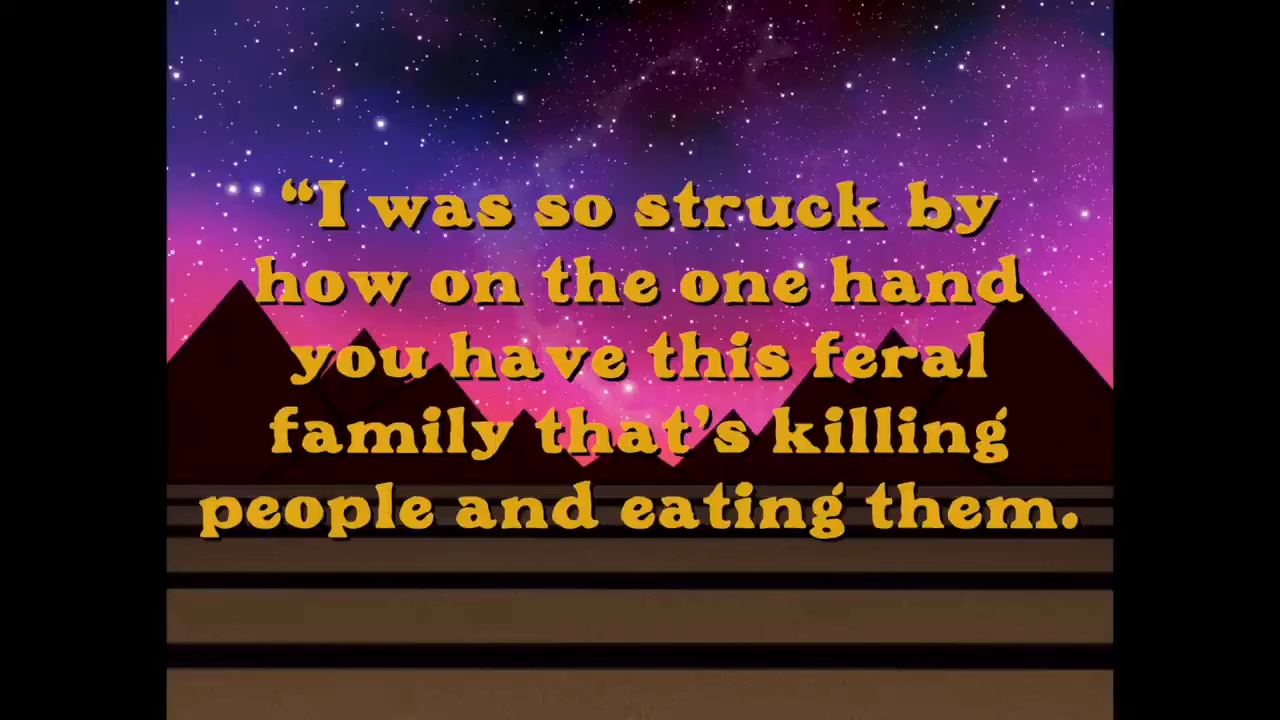 “I was so struck by
how on the one hand
you have this feral
family that’s killing
people and eating them.